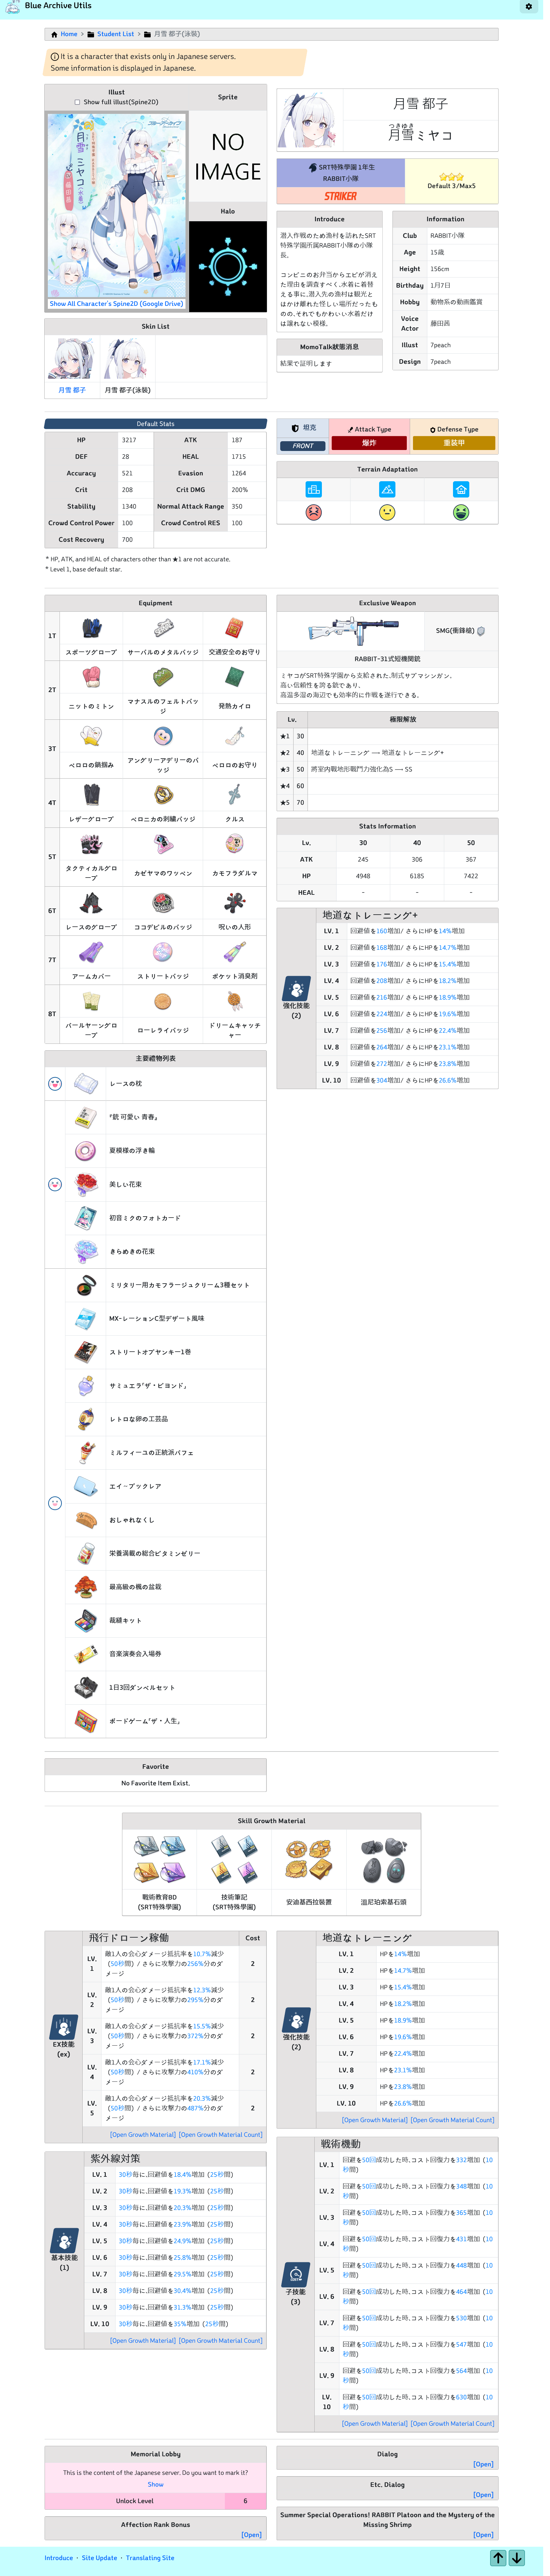 Blue Archive Utils
Home > Student List > 月雪 都子(泳裝)
It is a character that exists only in Japanese servers.
Some information is displayed in Japanese.
Illust
Show full illust(Spine2D)
Sprite
NO
IMAGE
Halo
Show All Character's Spine2D (Google Drive)
月雪 都子
月雪ミヤコ
つきゆき
SRT特殊學園 1年生
RABBIT小隊
STRIKER
Default 3/Max5
Introduce
潜入作戦のため漁村を訪れたSRT
特殊学園所属RABBIT小隊の小隊
長。
コンビニのお弁当からエビが消え
た理由を調査すべく、水着に着替
える事に。潜入先の漁村は観光と
はかけ離れた怪しい場所だったも
のの、それでもかわいい水着だけ
は譲れない模様。
MomoTalk狀態消息
結果で証明します
Information
Club RABBIT小隊
Age 15歲
Height 156cm
Birthday 1月7日
Hobby 動物系の動画鑑賞
Voice Actor 藤田茜
Illust 7peach
Design 7peach
Skin List
月雪 都子
月雪 都子(泳裝)
Default Stats
HP 3217 ATK 187
DEF 28 HEAL 1715
Accuracy 521 Evasion 1264
Crit 208 Crit DMG 200%
Stability 1340 Normal Attack Range 350
Crowd Control Power 100 Crowd Control RES 100
Cost Recovery 700
* HP, ATK, and HEAL of characters other than ★1 are not accurate.
* Level 1, base default star.
坦克
FRONT
Attack Type
爆炸
Defense Type
重裝甲
Terrain Adaptation
Equipment
1T スポーツグローブ サーバルのメタルバッジ 交通安全のお守り
2T ニットのミトン マナスルのフェルトバッジ 発熱カイロ
3T ペロロの鍋掴み アングリーアデリーのバッジ ペロロのお守り
4T レザーグローブ ベロニカの刺繍バッジ クルス
5T タクティカルグローブ カゼヤマのワッペン カモフラダルマ
6T レースのグローブ ココデビルのバッジ 呪いの人形
7T アームカバー ストリートバッジ ポケット消臭剤
8T パールヤーングローブ ローレライバッジ ドリームキャッチャー
Exclusive Weapon
SMG(衝鋒槍)
RABBIT-31式短機関銃
ミヤコがSRT特殊学園から支給された、制式サブマシンガン。
高い信頼性を誇る銃であり、
高温多湿の海辺でも効率的に作戦を遂行できる。
Lv. 極限解放
★1 30
★2 40 地道なトレーニング → 地道なトレーニング+
★3 50 將室內戰地形戰鬥力強化為S → SS
★4 60
★5 70
Stats Information
Lv. 30 40 50
ATK 245 306 367
HP 4948 6185 7422
HEAL - - -
強化技能
(2)
地道なトレーニング+
LV. 1 回避値を160増加/ さらにHPを14%増加
LV. 2 回避値を168増加/ さらにHPを14.7%増加
LV. 3 回避値を176増加/ さらにHPを15.4%増加
LV. 4 回避値を208増加/ さらにHPを18.2%増加
LV. 5 回避値を216増加/ さらにHPを18.9%増加
LV. 6 回避値を224増加/ さらにHPを19.6%増加
LV. 7 回避値を256増加/ さらにHPを22.4%増加
LV. 8 回避値を264増加/ さらにHPを23.1%増加
LV. 9 回避値を272増加/ さらにHPを23.8%増加
LV. 10 回避値を304増加/ さらにHPを26.6%増加
主要禮物列表
レースの枕
『銃 可愛い 青春』
夏模様の浮き輪
美しい花束
初音ミクのフォトカード
きらめきの花束
ミリタリー用カモフラージュクリーム3種セット
MX-レーションC型デザート風味
ストリートオブヤンキー1巻
サミュエラ「ザ・ビヨンド」
レトロな卵の工芸品
ミルフィーユの正統派パフェ
エイ－ブックレア
おしゃれなくし
栄養満載の総合ビタミンゼリー
最高級の楓の盆栽
裁縫キット
音楽演奏会入場券
1日3回ダンベルセット
ボードゲーム「ザ・人生」
Favorite
No Favorite Item Exist.
Skill Growth Material
戰術教育BD
(SRT特殊學園)
技術筆記
(SRT特殊學園)
安迪基西拉裝置
溫尼珀索基石頭
EX技能
(ex)
飛行ドローン稼働 Cost
LV. 1 敵1人の会心ダメージ抵抗率を10.7%減少 (50秒間) / さらに攻撃力の256%分のダメージ 2
LV. 2 敵1人の会心ダメージ抵抗率を12.3%減少 (50秒間) / さらに攻撃力の295%分のダメージ 2
LV. 3 敵1人の会心ダメージ抵抗率を15.5%減少 (50秒間) / さらに攻撃力の372%分のダメージ 2
LV. 4 敵1人の会心ダメージ抵抗率を17.1%減少 (50秒間) / さらに攻撃力の410%分のダメージ 2
LV. 5 敵1人の会心ダメージ抵抗率を20.3%減少 (50秒間) / さらに攻撃力の487%分のダメージ 2
[Open Growth Material] [Open Growth Material Count]
基本技能
(1)
紫外線対策
LV. 1 30秒毎に、回避値を18.4%増加 (25秒間)
LV. 2 30秒毎に、回避値を19.3%増加 (25秒間)
LV. 3 30秒毎に、回避値を20.3%増加 (25秒間)
LV. 4 30秒毎に、回避値を23.9%増加 (25秒間)
LV. 5 30秒毎に、回避値を24.9%増加 (25秒間)
LV. 6 30秒毎に、回避値を25.8%増加 (25秒間)
LV. 7 30秒毎に、回避値を29.5%増加 (25秒間)
LV. 8 30秒毎に、回避値を30.4%増加 (25秒間)
LV. 9 30秒毎に、回避値を31.3%増加 (25秒間)
LV. 10 30秒毎に、回避値を35%増加 (25秒間)
[Open Growth Material] [Open Growth Material Count]
強化技能
(2)
地道なトレーニング
LV. 1 HPを14%増加
LV. 2 HPを14.7%増加
LV. 3 HPを15.4%増加
LV. 4 HPを18.2%増加
LV. 5 HPを18.9%増加
LV. 6 HPを19.6%増加
LV. 7 HPを22.4%増加
LV. 8 HPを23.1%増加
LV. 9 HPを23.8%増加
LV. 10 HPを26.6%増加
[Open Growth Material] [Open Growth Material Count]
子技能
(3)
戦術機動
LV. 1 回避を50回成功した時、コスト回復力を332増加 (10秒間)
LV. 2 回避を50回成功した時、コスト回復力を348増加 (10秒間)
LV. 3 回避を50回成功した時、コスト回復力を365増加 (10秒間)
LV. 4 回避を50回成功した時、コスト回復力を431増加 (10秒間)
LV. 5 回避を50回成功した時、コスト回復力を448増加 (10秒間)
LV. 6 回避を50回成功した時、コスト回復力を464増加 (10秒間)
LV. 7 回避を50回成功した時、コスト回復力を530増加 (10秒間)
LV. 8 回避を50回成功した時、コスト回復力を547増加 (10秒間)
LV. 9 回避を50回成功した時、コスト回復力を564増加 (10秒間)
LV. 10 回避を50回成功した時、コスト回復力を630増加 (10秒間)
[Open Growth Material] [Open Growth Material Count]
Memorial Lobby
This is the content of the Japanese server. Do you want to mark it?
Show
Unlock Level 6
Affection Rank Bonus
[Open]
Dialog
[Open]
Etc. Dialog
[Open]
Summer Special Operations! RABBIT Platoon and the Mystery of the
Missing Shrimp
[Open]
Introduce · Site Update · Translating Site